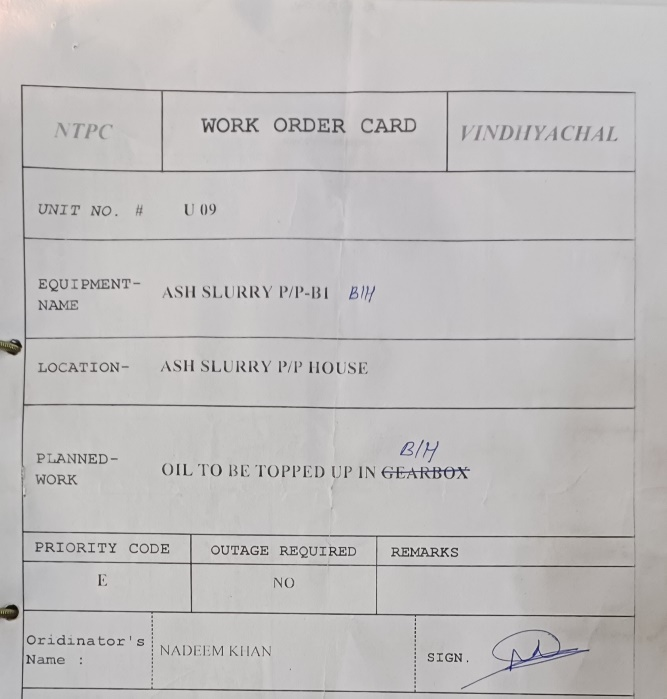 NTPC WORK ORDER CARD VINDHYACHAL
UNIT NO. # U 09
EQUIPMENT- NAME ASH SLURRY P/P-B1 B/H
LOCATION- ASH SLURRY P/P HOUSE
B/H
PLANNED- WORK OIL TO BE TOPPED UP IN GEARBOX
PRIORITY CODE OUTAGE REQUIRED REMARKS
E NO
Oridinator's Name : NADEEM KHAN SIGN.